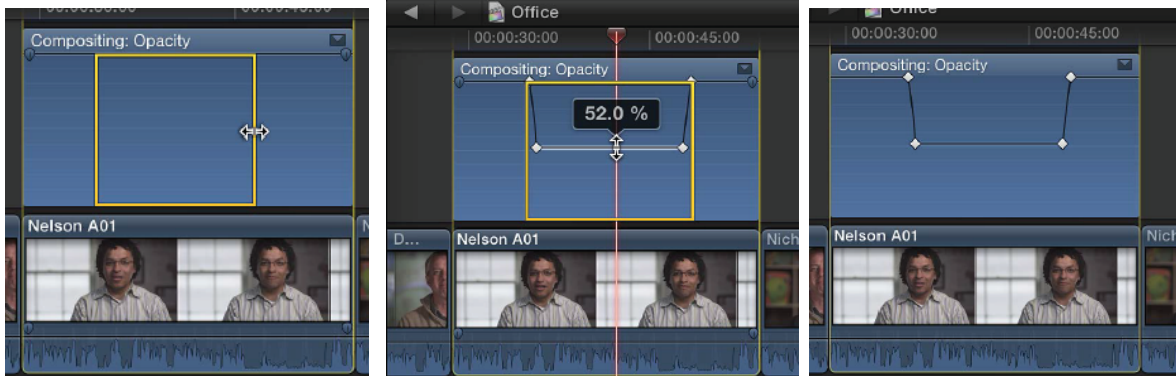 Compositing: Opacity
Nelson A01
Office
00:00:30:00
00:00:45:00
Compositing: Opacity
52.0 %
D...
Nelson A01
Nich
00:00:30:00
00:00:45:00
Compositing: Opacity
Nelson A01
Nich